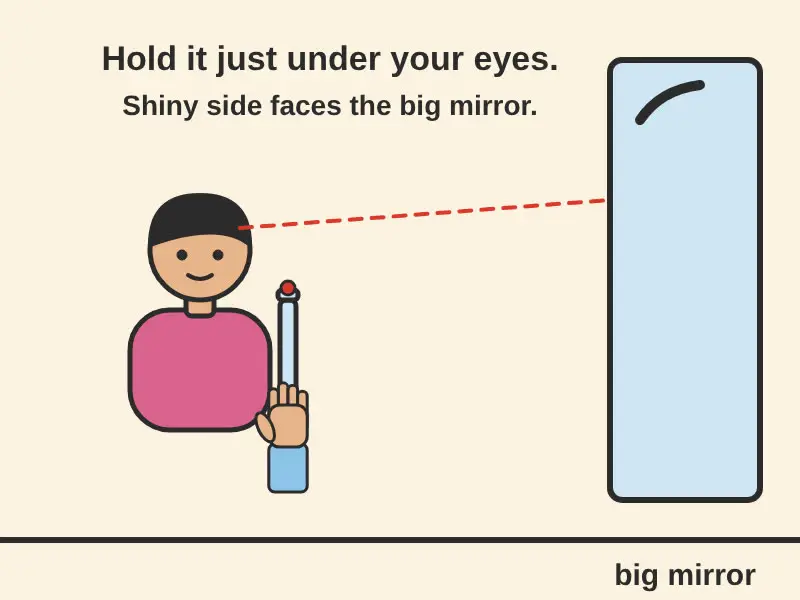 Hold it just under your eyes.
Shiny side faces the big mirror.
big mirror